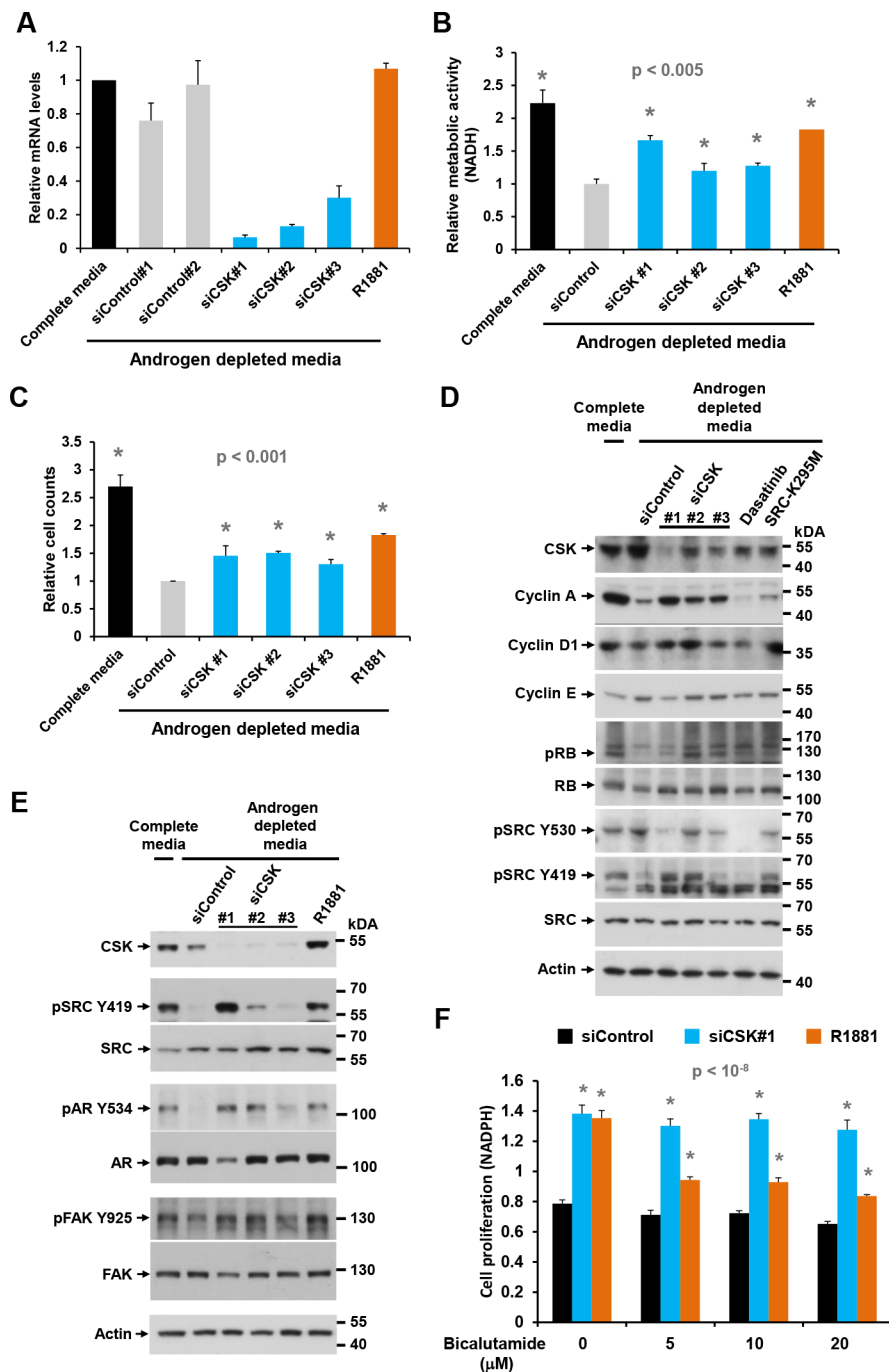 A
Relative mRNA levels
1.2
1
0.8
0.6
0.4
0.2
0
Complete media
siControl#1
siControl#2
siCSK#1
siCSK#2
siCSK#3
R1881
Androgen depleted media
B
Relative metabolic activity
(NADH)
3
2.5
2
1.5
1
0.5
0
* p < 0.005
* * * *
Complete media
siControl
siCSK #1
siCSK #2
siCSK #3
R1881
Androgen depleted media
C
Relative cell counts
3.5
3
2.5
2
1.5
1
0.5
0
*
p < 0.001
* * * *
Complete media
siControl
siCSK #1
siCSK #2
siCSK #3
R1881
Androgen depleted media
D
Complete
media
Androgen
depleted
media
siControl
siCSK
#1 #2 #3
Dasatinib
SRC-K295M
kDA
CSK
55
40
Cyclin A
55
40
Cyclin D1
35
Cyclin E
55
40
pRB
170
130
RB
130
100
pSRC Y530
70
55
pSRC Y419
70
55
SRC
70
55
Actin
40
E
Complete
media
Androgen
depleted
media
siControl
siCSK
#1 #2 #3
R1881
kDA
CSK
55
pSRC Y419
70
55
SRC
70
55
pAR Y534
100
AR
100
pFAK Y925
130
FAK
130
Actin
55
40
F
siControl siCSK#1 R1881
p < 10-8
Cell proliferation (NADPH)
1.6
1.4
1.2
1
0.8
0.6
0.4
0.2
0
* * * * * * * *
Bicalutamide
(μM)
0 5 10 20